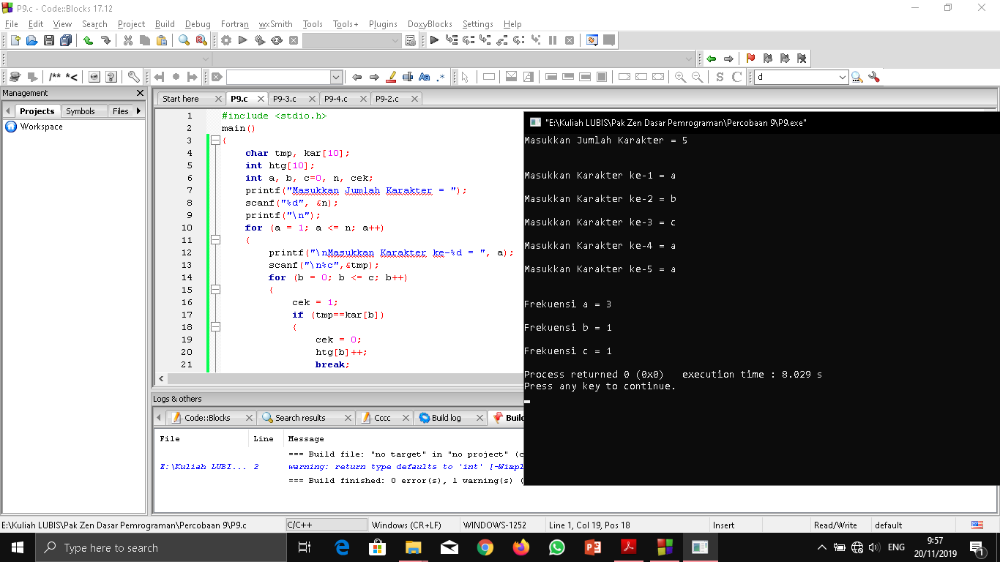 P9.c - Code::Blocks 17.12
File Edit View Search Project Build Debug Fortran wxSmith Tools Tools+ Plugins DoxyBlocks Settings Help
/** *<
S C d
Management
Projects Symbols Files
Workspace
Start here P9.c P9-3.c P9-4.c P9-2.c
1 #include <stdio.h>
2 main()
3 {
4 char tmp, kar[10];
5 int htg[10];
6 int a, b, c=0, n, cek;
7 printf("Masukkan Jumlah Karakter = ");
8 scanf("%d", &n);
9 printf("\n");
10 for (a = 1; a <= n; a++)
11 {
12 printf("\nMasukkan Karakter ke-%d = ", a);
13 scanf("\n%c",&tmp);
14 for (b = 0; b <= c; b++)
15 {
16 cek = 1;
17 if (tmp==kar[b])
18 {
19 cek = 0;
20 htg[b]++;
21 break;
"E:\Kuliah LUBIS\Pak Zen Dasar Pemrograman\Percobaan 9\P9.exe"
Masukkan Jumlah Karakter = 5
Masukkan Karakter ke-1 = a
Masukkan Karakter ke-2 = b
Masukkan Karakter ke-3 = c
Masukkan Karakter ke-4 = a
Masukkan Karakter ke-5 = a
Frekuensi a = 3
Frekuensi b = 1
Frekuensi c = 1
Process returned 0 (0x0) execution time : 8.029 s
Press any key to continue.
Logs & others
Code::Blocks Search results Cccc Build log Build
File Line Message
=== Build file: "no target" in "no project" (c
E:\Kuliah LUBI... 2 warning: return type defaults to 'int' [-Wimpl
=== Build finished: 0 error(s), 1 warning(s) (
E:\Kuliah LUBIS\Pak Zen Dasar Pemrograman\Percobaan 9\P9.c C/C++ Windows (CR+LF) WINDOWS-1252 Line 1, Col 19, Pos 18 Insert Read/Write default
Type here to search
ENG
9:57
20/11/2019
1